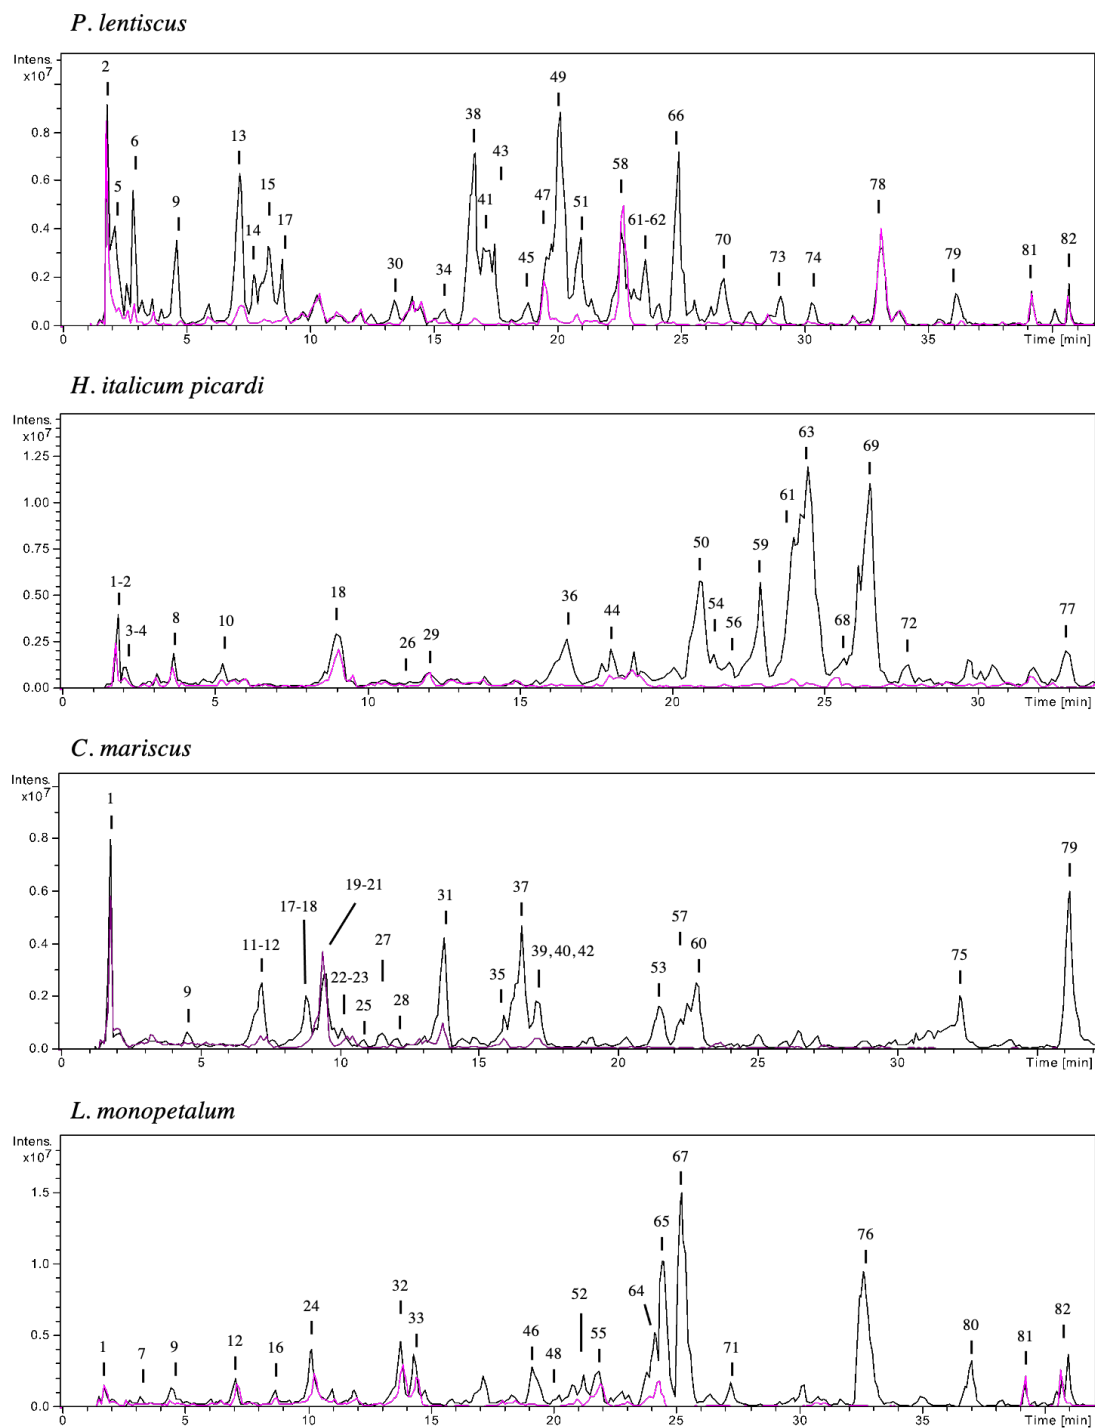 P. lentiscus
Intens.
x10⁷
2 6 5 9 13 14 15 17 30 34 38 41 43 45 47 49 51 58 61-62 66 70 73 74 78 79 81 82
0.8
0.6
0.4
0.2
0.0
0 5 10 15 20 25 30 35 Time [min]
H. italicum picardi
Intens.
x10⁷
1-2 3-4 8 10 18 26 29 36 44 50 54 56 59 61 63 68 69 72 77
1.25
1.00
0.75
0.50
0.25
0.00
0 5 10 15 20 25 30 Time [min]
C. mariscus
Intens.
x10⁷
1 9 11-12 17-18 19-21 22-23 25 27 28 31 35 37 39, 40, 42 53 57 60 75 79
0.8
0.6
0.4
0.2
0.0
0 5 10 15 20 25 30 35 Time [min]
L. monopetalum
Intens.
x10⁷
1 7 9 12 16 24 32 33 46 48 52 55 64 65 67 71 76 80 81 82
1.5
1.0
0.5
0.0
0 5 10 15 20 25 30 35 Time [min]